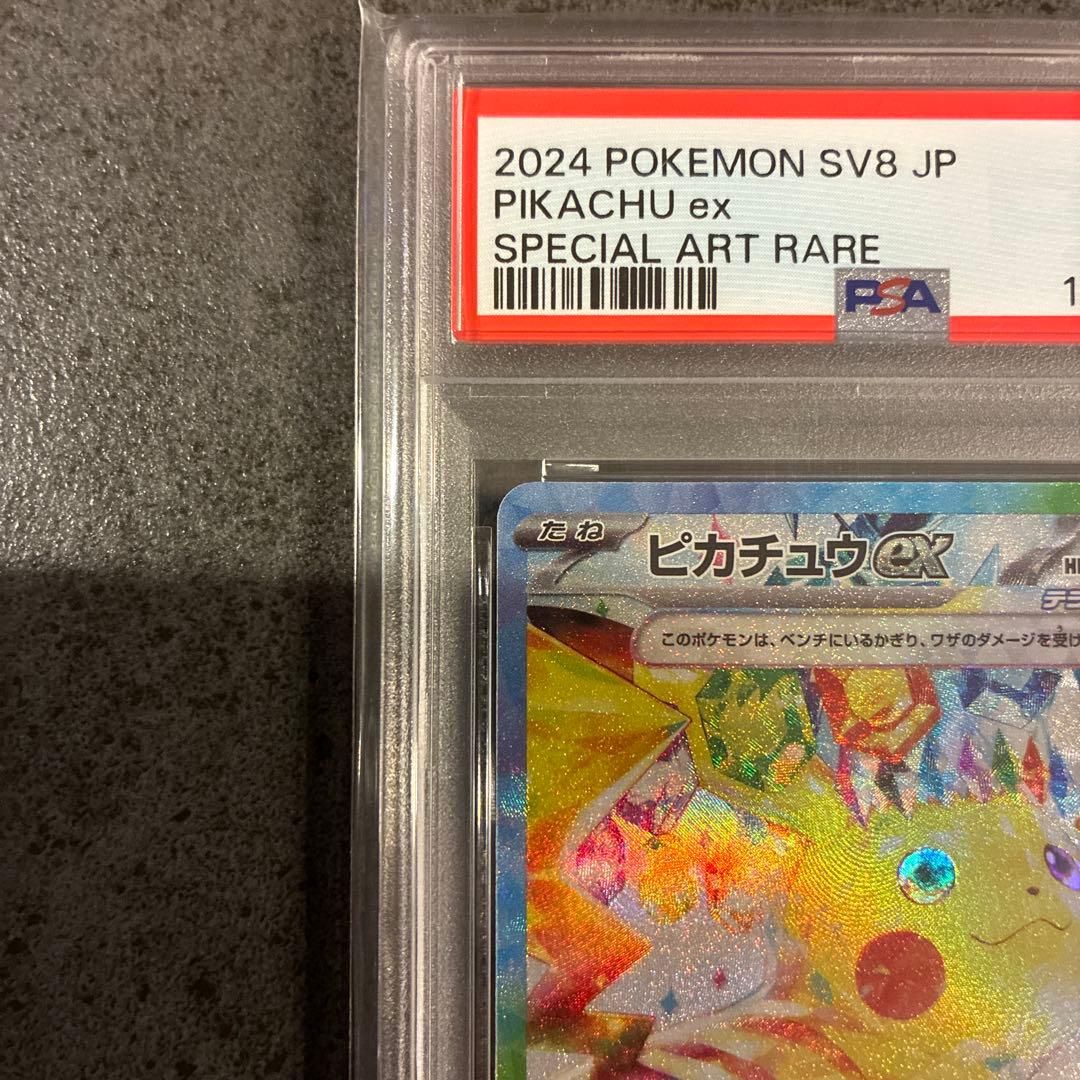 2024 POKEMON SV8 JP
PIKACHU ex
SPECIAL ART RARE
PSA
たね
ピカチュウex
このポケモンは、ベンチにいるかぎり、ワザのダメージを受け